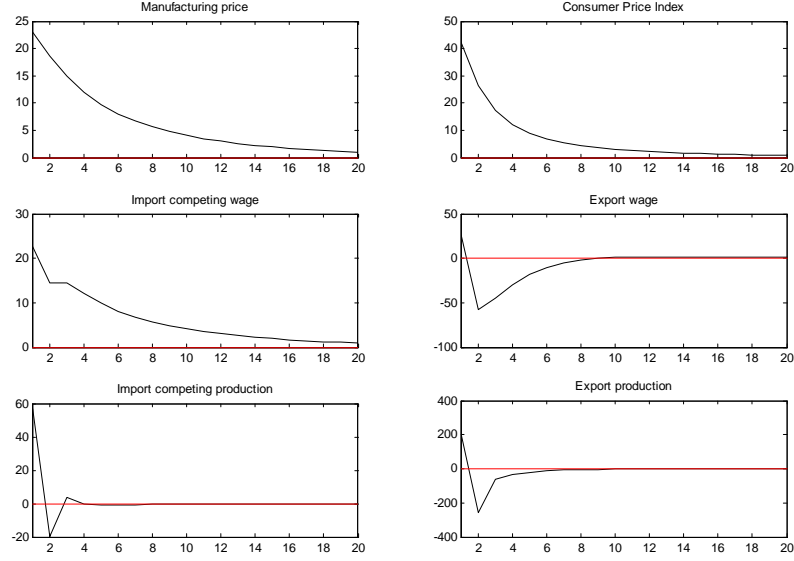 Manufacturing price
25
20
15
10
5
0
2 4 6 8 10 12 14 16 18 20
Consumer Price Index
50
40
30
20
10
0
2 4 6 8 10 12 14 16 18 20
Import competing wage
30
20
10
0
2 4 6 8 10 12 14 16 18 20
Export wage
50
0
-50
-100
2 4 6 8 10 12 14 16 18 20
Import competing production
60
40
20
0
-20
2 4 6 8 10 12 14 16 18 20
Export production
400
200
0
-200
-400
2 4 6 8 10 12 14 16 18 20